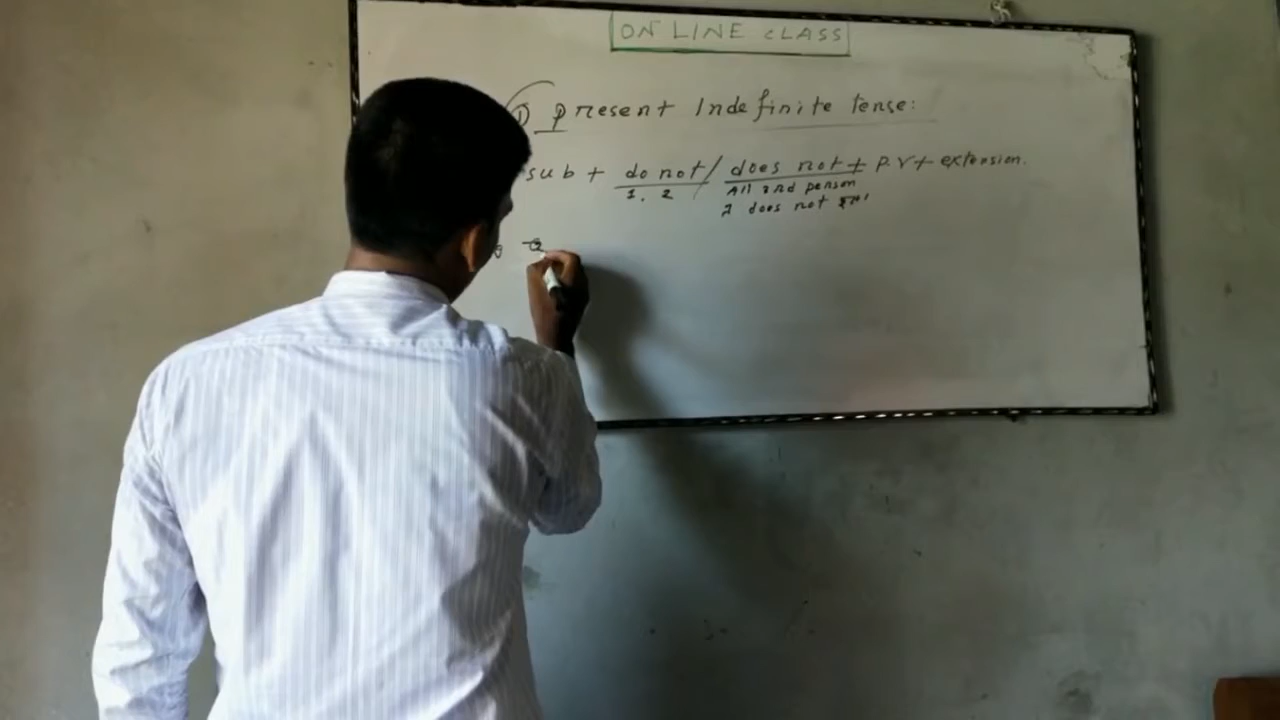 ON LINE CLASS
① Present Indefinite Tense:
sub + do not / does not + P.V + extension.
1. 2 All 3rd person
does not